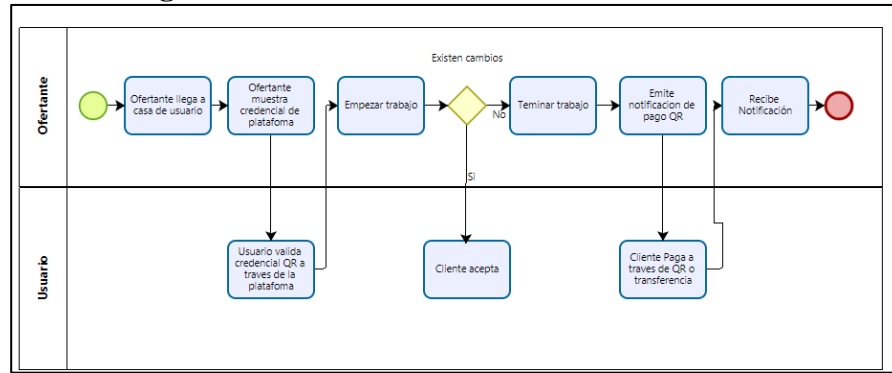 Existen cambios
Ofertante
Ofertante llega a
casa de usuario
Ofertante
muestra
credencial de
platafoma
Empezar trabajo
No
Teminar trabajo
Emite
notificacion de
pago QR
Recibe
Notificación
Si
Usuario
Usuario valida
credencial QR a
traves de la
platafoma
Cliente acepta
Cliente Paga a
traves de QR o
transferencia